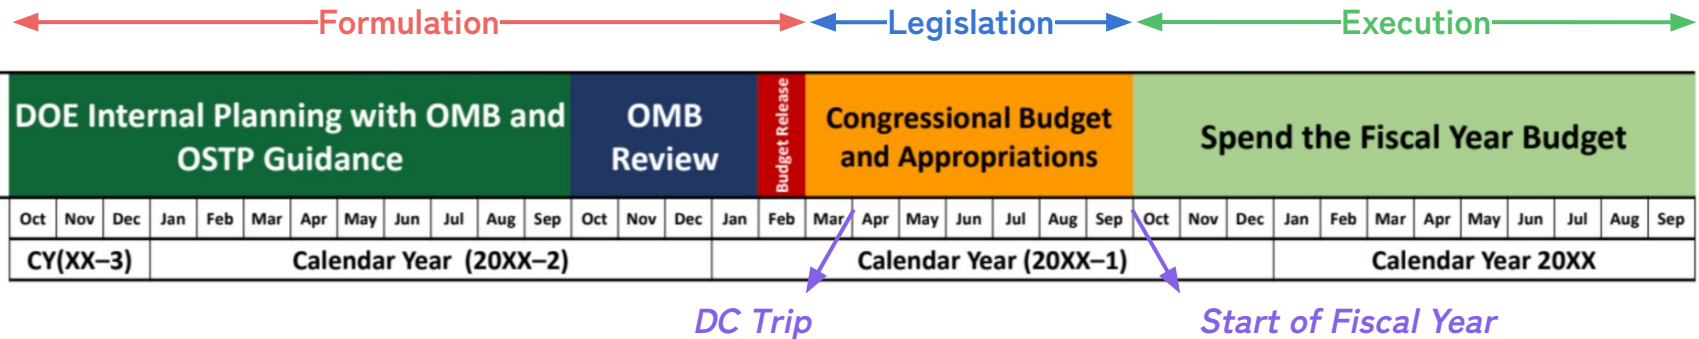 Formulation Legislation Execution
DOE Internal Planning with OMB and
OSTP Guidance
OMB
Review
Budget Release
Congressional Budget
and Appropriations
Spend the Fiscal Year Budget
Oct Nov Dec Jan Feb Mar Apr May Jun Jul Aug Sep Oct Nov Dec Jan Feb Mar Apr May Jun Jul Aug Sep Oct Nov Dec Jan Feb Mar Apr May Jun Jul Aug Sep
CY(XX–3) Calendar Year (20XX–2) Calendar Year (20XX–1) Calendar Year 20XX
DC Trip Start of Fiscal Year